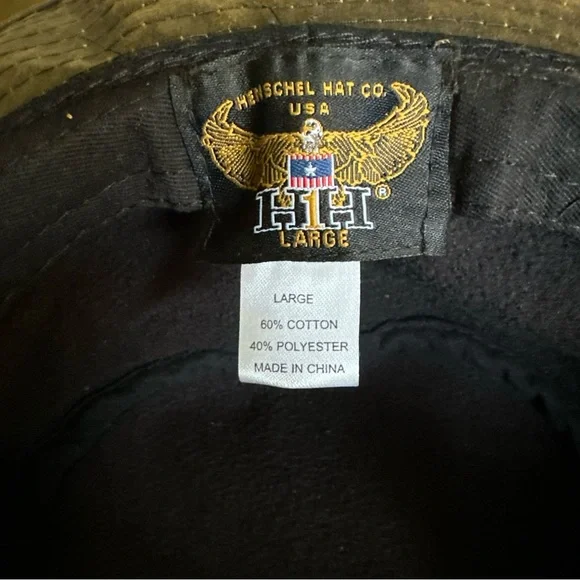 HENSCHEL HAT CO.
USA
H1H®
LARGE
LARGE
60% COTTON
40% POLYESTER
MADE IN CHINA